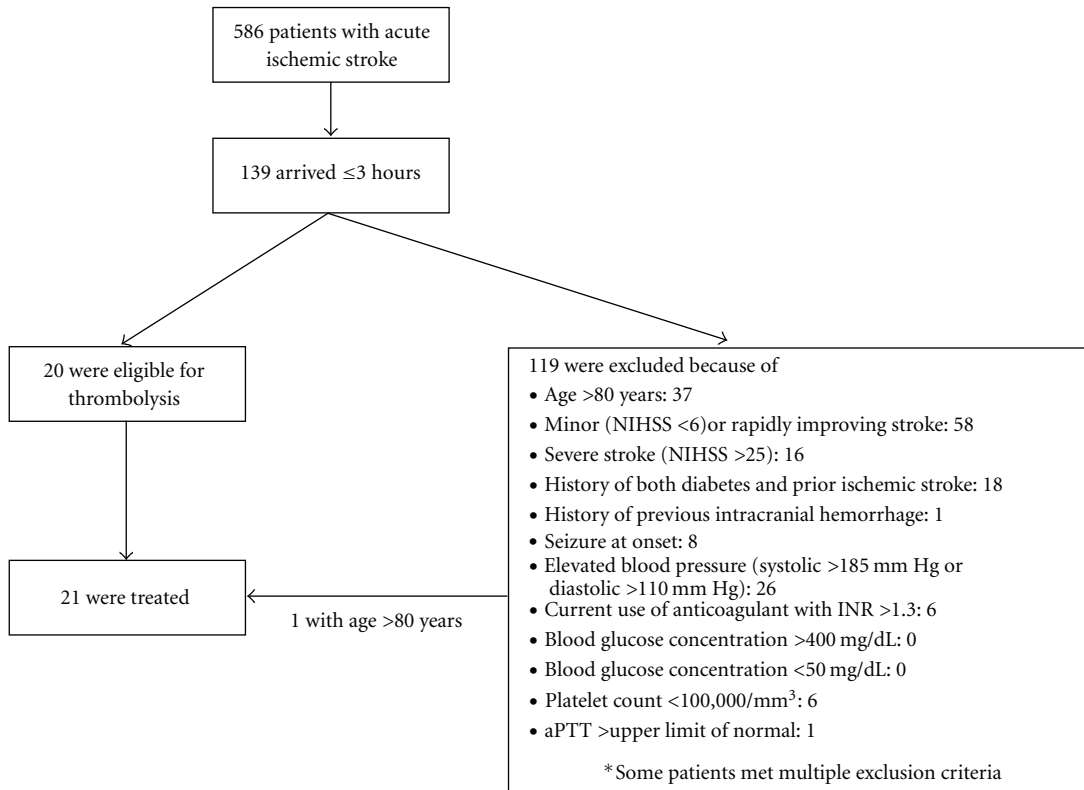 586 patients with acute
ischemic stroke
139 arrived ≤3 hours
20 were eligible for
thrombolysis
21 were treated
1 with age >80 years
119 were excluded because of
• Age >80 years: 37
• Minor (NIHSS <6)or rapidly improving stroke: 58
• Severe stroke (NIHSS >25): 16
• History of both diabetes and prior ischemic stroke: 18
• History of previous intracranial hemorrhage: 1
• Seizure at onset: 8
• Elevated blood pressure (systolic >185 mm Hg or
diastolic >110 mm Hg): 26
• Current use of anticoagulant with INR >1.3: 6
• Blood glucose concentration >400 mg/dL: 0
• Blood glucose concentration <50 mg/dL: 0
• Platelet count <100,000/mm³: 6
• aPTT >upper limit of normal: 1
*Some patients met multiple exclusion criteria